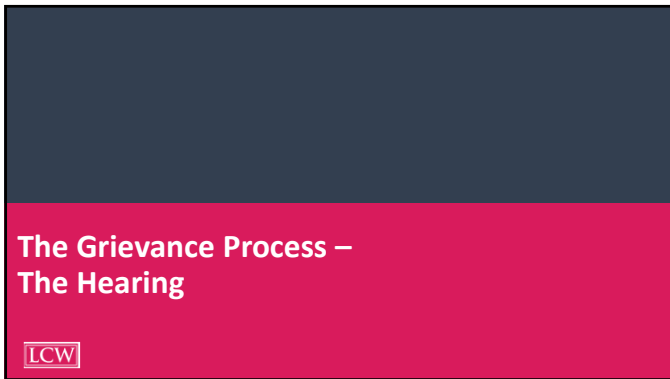 The Grievance Process –
The Hearing
LCW